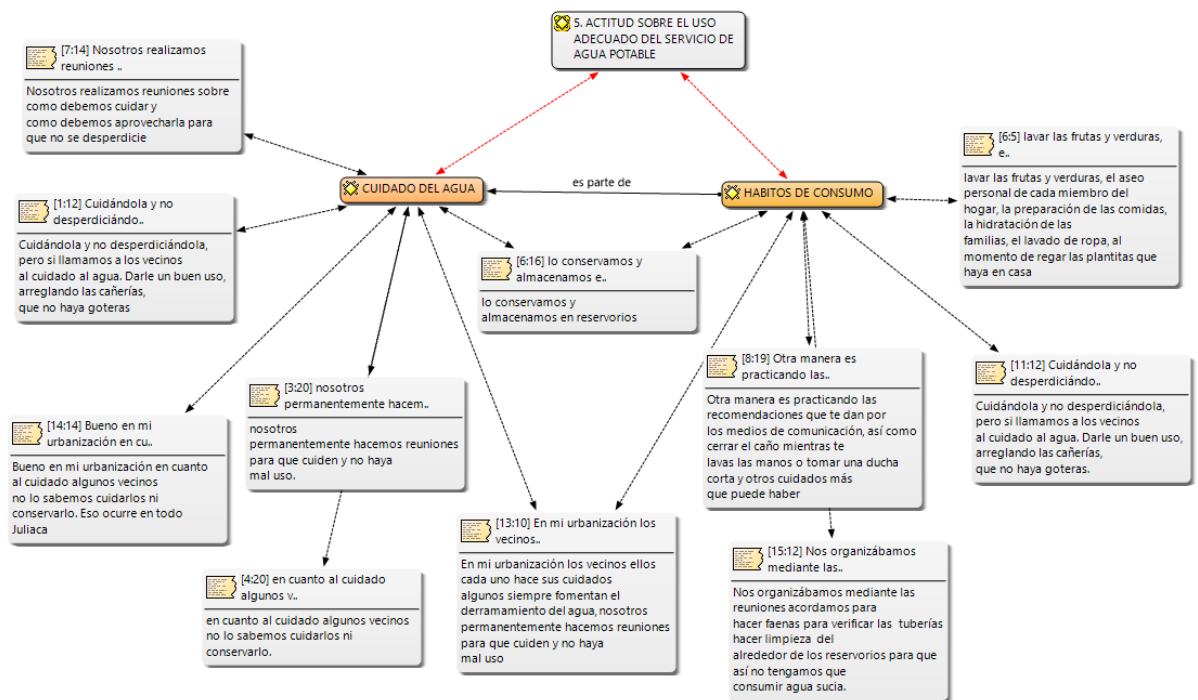 5. ACTITUD SOBRE EL USO
ADECUADO DEL SERVICIO DE
AGUA POTABLE
[7:14] Nosotros realizamos
reuniones ..
Nosotros realizamos reuniones sobre
como debemos cuidar y
como debemos aprovecharla para
que no se desperdicie
[6:5] lavar las frutas y verduras,
e..
lavar las frutas y verduras, el aseo
personal de cada miembro del
hogar, la preparación de las comidas,
la hidratación de las
familias, el lavado de ropa, al
momento de regar las plantitas que
haya en casa
CUIDADO DEL AGUA
es parte de
HABITOS DE CONSUMO
[1:12] Cuidándola y no
desperdiciándo..
Cuidándola y no desperdiciándola,
pero si llamamos a los vecinos
al cuidado al agua. Darle un buen uso,
arreglando las cañerías,
que no haya goteras
[6:16] lo conservamos y
almacenamos e..
lo conservamos y
almacenamos en reservorios
[8:19] Otra manera es
practicando las..
Otra manera es practicando las
recomendaciones que te dan por
los medios de comunicación, así como
cerrar el caño mientras te
lavas las manos o tomar una ducha
corta y otros cuidados más
que puede haber
[11:12] Cuidándola y no
desperdiciándo..
Cuidándola y no desperdiciándola,
pero si llamamos a los vecinos
al cuidado al agua. Darle un buen uso,
arreglando las cañerías,
que no haya goteras.
[3:20] nosotros
permanentemente hacem..
nosotros
permanentemente hacemos reuniones
para que cuiden y no haya
mal uso.
[14:14] Bueno en mi
urbanización en cu..
Bueno en mi urbanización en cuanto
al cuidado algunos vecinos
no lo sabemos cuidarlos ni
conservarlo. Eso ocurre en todo
Juliaca
[13:10] En mi urbanización los
vecinos..
En mi urbanización los vecinos ellos
cada uno hace sus cuidados
algunos siempre fomentan el
derramamiento del agua, nosotros
permanentemente hacemos reuniones
para que cuiden y no haya
mal uso
[15:12] Nos organizábamos
mediante las..
Nos organizábamos mediante las
reuniones acordamos para
hacer faenas para verificar las tuberías
hacer limpieza del
alrededor de los reservorios para que
así no tengamos que
consumir agua sucia.
[4:20] en cuanto al cuidado
algunos v..
en cuanto al cuidado algunos vecinos
no lo sabemos cuidarlos ni
conservarlo.